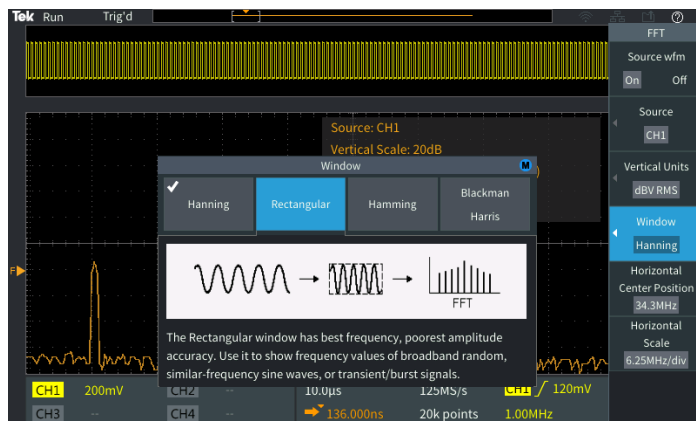 Tek Run Trig'd
FFT
Source wfm
On Off
Source
CH1
Vertical Units
dBV RMS
Window
Hanning
Horizontal
Center Position
34.3MHz
Horizontal
Scale
6.25MHz/div
Source: CH1
Vertical Scale: 20dB
Window M
Hanning
Rectangular
Hamming
Blackman
Harris
FFT
The Rectangular window has best frequency, poorest amplitude
accuracy. Use it to show frequency values of broadband random,
similar-frequency sine waves, or transient/burst signals.
F
CH1 200mV CH2 -- 10.0µs 125MS/s CH1 120mV
CH3 -- CH4 -- 136.000ns 20k points 1.00MHz